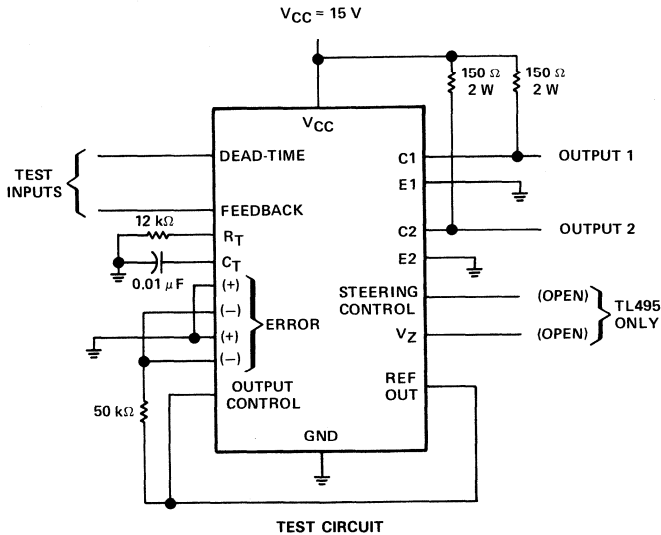 VCC = 15 V
150 Ω
2 W
150 Ω
2 W
VCC
TEST
INPUTS
DEAD-TIME
FEEDBACK
12 kΩ
RT
CT
0.01 μF
(+)
(−)
(+)
(−)
ERROR
50 kΩ
OUTPUT
CONTROL
GND
C1
OUTPUT 1
E1
C2
OUTPUT 2
E2
STEERING
CONTROL
(OPEN)
VZ
(OPEN)
TL495
ONLY
REF
OUT
TEST CIRCUIT